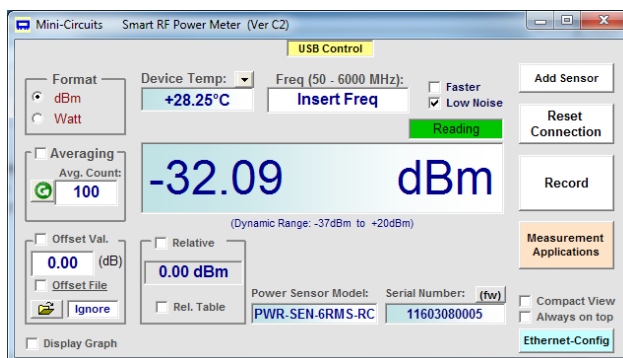 Mini-Circuits Smart RF Power Meter (Ver C2)
USB Control
Format
dBm
Watt
Device Temp:
+28.25°C
Freq (50 - 6000 MHz):
Insert Freq
Faster
Low Noise
Reading
Add Sensor
Reset
Connection
Averaging
Avg. Count:
100
-32.09 dBm
Record
(Dynamic Range: -37dBm to +20dBm)
Offset Val.
0.00 (dB)
Offset File
Ignore
Relative
0.00 dBm
Rel. Table
Measurement
Applications
Power Sensor Model:
PWR-SEN-6RMS-RC
Serial Number: (fw)
11603080005
Compact View
Always on top
Display Graph
Ethernet-Config